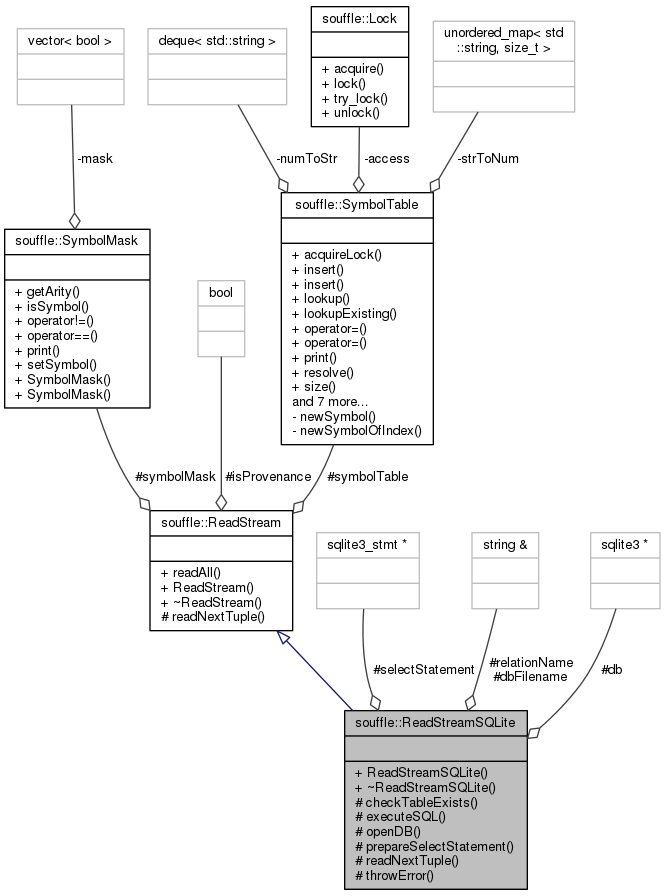 souffle::Lock
+ acquire()
+ lock()
+ try_lock()
+ unlock()
vector< bool >
deque< std::string >
unordered_map< std
::string, size_t >
-mask
-numToStr
-access
-strToNum
souffle::SymbolMask
+ getArity()
+ isSymbol()
+ operator!=()
+ operator==()
+ print()
+ setSymbol()
+ SymbolMask()
+ SymbolMask()
bool
souffle::SymbolTable
+ acquireLock()
+ insert()
+ insert()
+ lookup()
+ lookupExisting()
+ operator=()
+ operator=()
+ print()
+ resolve()
+ size()
and 7 more...
- newSymbol()
- newSymbolOfIndex()
#symbolMask
#isProvenance
#symbolTable
souffle::ReadStream
+ readAll()
+ ReadStream()
+ ~ReadStream()
# readNextTuple()
sqlite3_stmt *
string &
sqlite3 *
#selectStatement
#relationName
#dbFilename
#db
souffle::ReadStreamSQLite
+ ReadStreamSQLite()
+ ~ReadStreamSQLite()
# checkTableExists()
# executeSQL()
# openDB()
# prepareSelectStatement()
# readNextTuple()
# throwError()